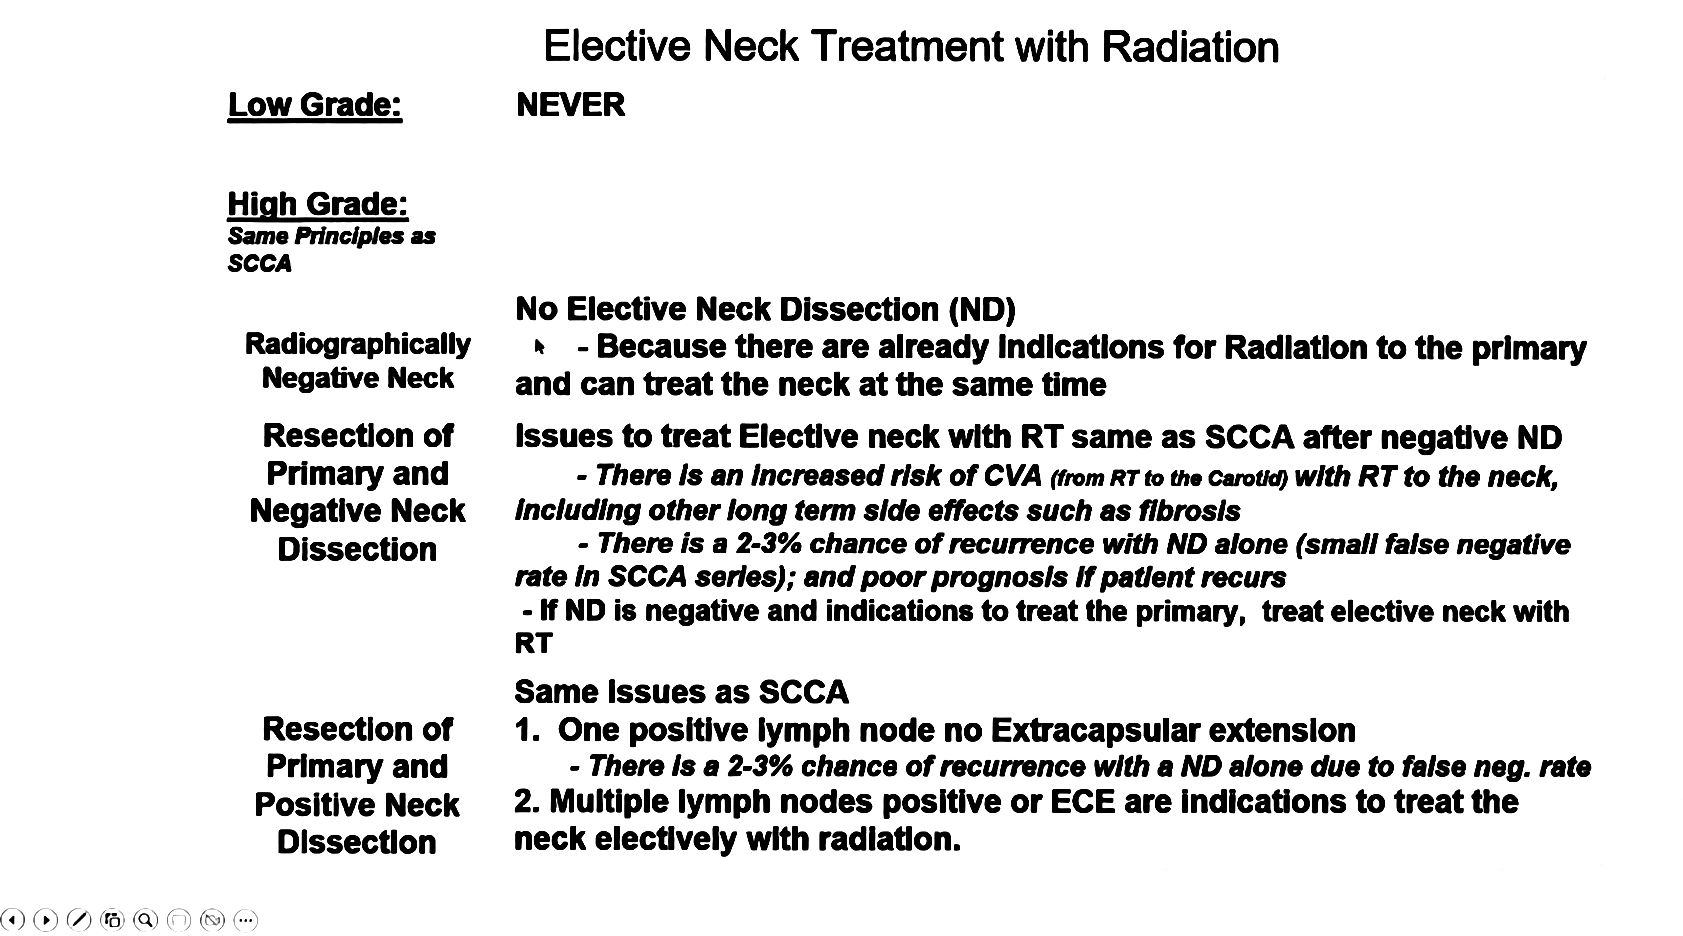 Elective Neck Treatment with Radiation
Low Grade: NEVER
High Grade:
Same Principles as
SCCA
Radiographically
Negative Neck
No Elective Neck Dissection (ND)
- Because there are already indications for Radiation to the primary
and can treat the neck at the same time
Resection of
Primary and
Negative Neck
Dissection
Issues to treat Elective neck with RT same as SCCA after negative ND
- There is an increased risk of CVA (from RT to the Carotid) with RT to the neck,
including other long term side effects such as fibrosis
- There is a 2-3% chance of recurrence with ND alone (small false negative
rate in SCCA series); and poor prognosis if patient recurs
- If ND is negative and indications to treat the primary, treat elective neck with
RT
Resection of
Primary and
Positive Neck
Dissection
Same Issues as SCCA
1. One positive lymph node no Extracapsular extension
- There is a 2-3% chance of recurrence with a ND alone due to false neg. rate
2. Multiple lymph nodes positive or ECE are indications to treat the
neck electively with radiation.